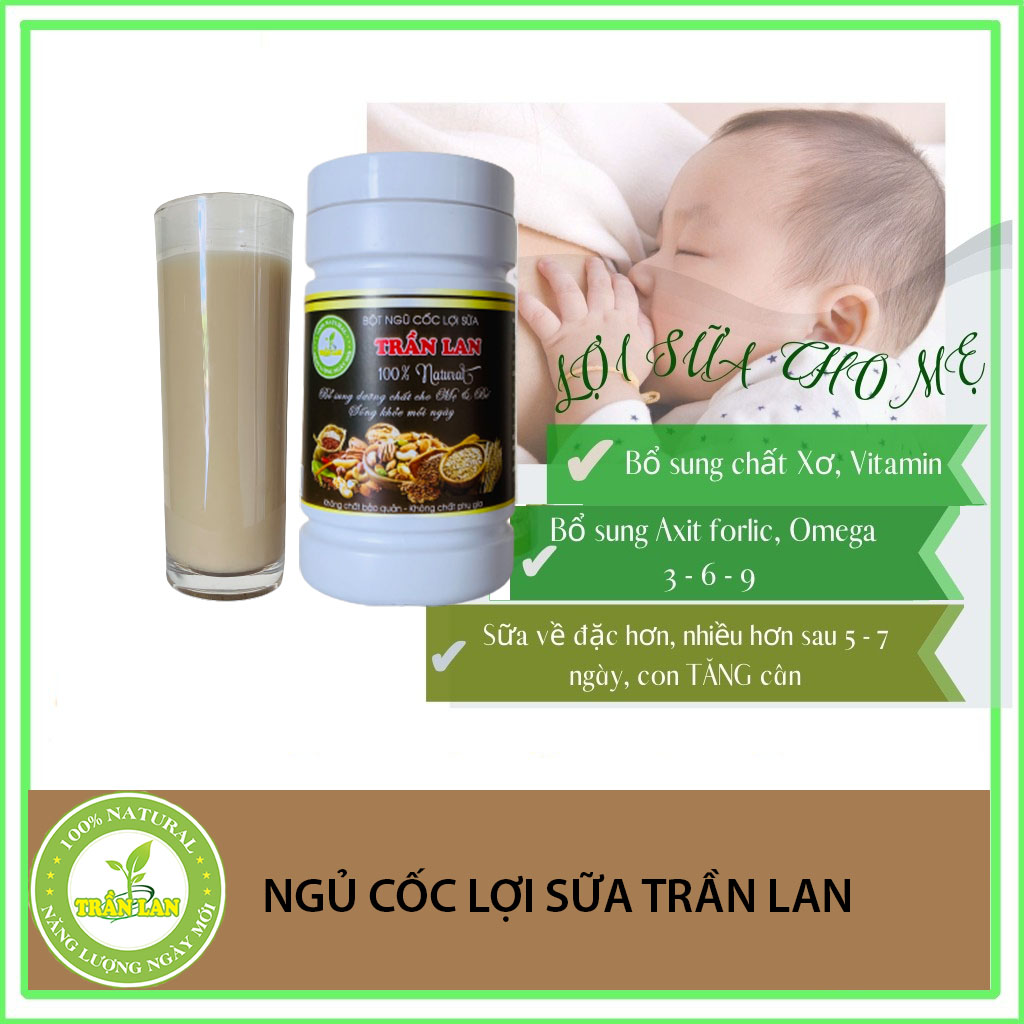 BỘT NGŨ CỐC LỢI SỮA
TRẦN LAN
100% Natural
Bổ sung dưỡng chất cho Mẹ & Bé
Sống khỏe mỗi ngày
Không chất bảo quản - Không chất phụ gia
LỢI SỮA CHO MẸ
Bổ sung chất Xơ, Vitamin
Bổ sung Axit forlic, Omega
3 - 6 - 9
Sữa về đặc hơn, nhiều hơn sau 5 - 7
ngày, con TĂNG cân
100% NATURAL
TRẦN LAN
NĂNG LƯỢNG NGÀY MỚI
NGỦ CỐC LỢI SỮA TRẦN LAN